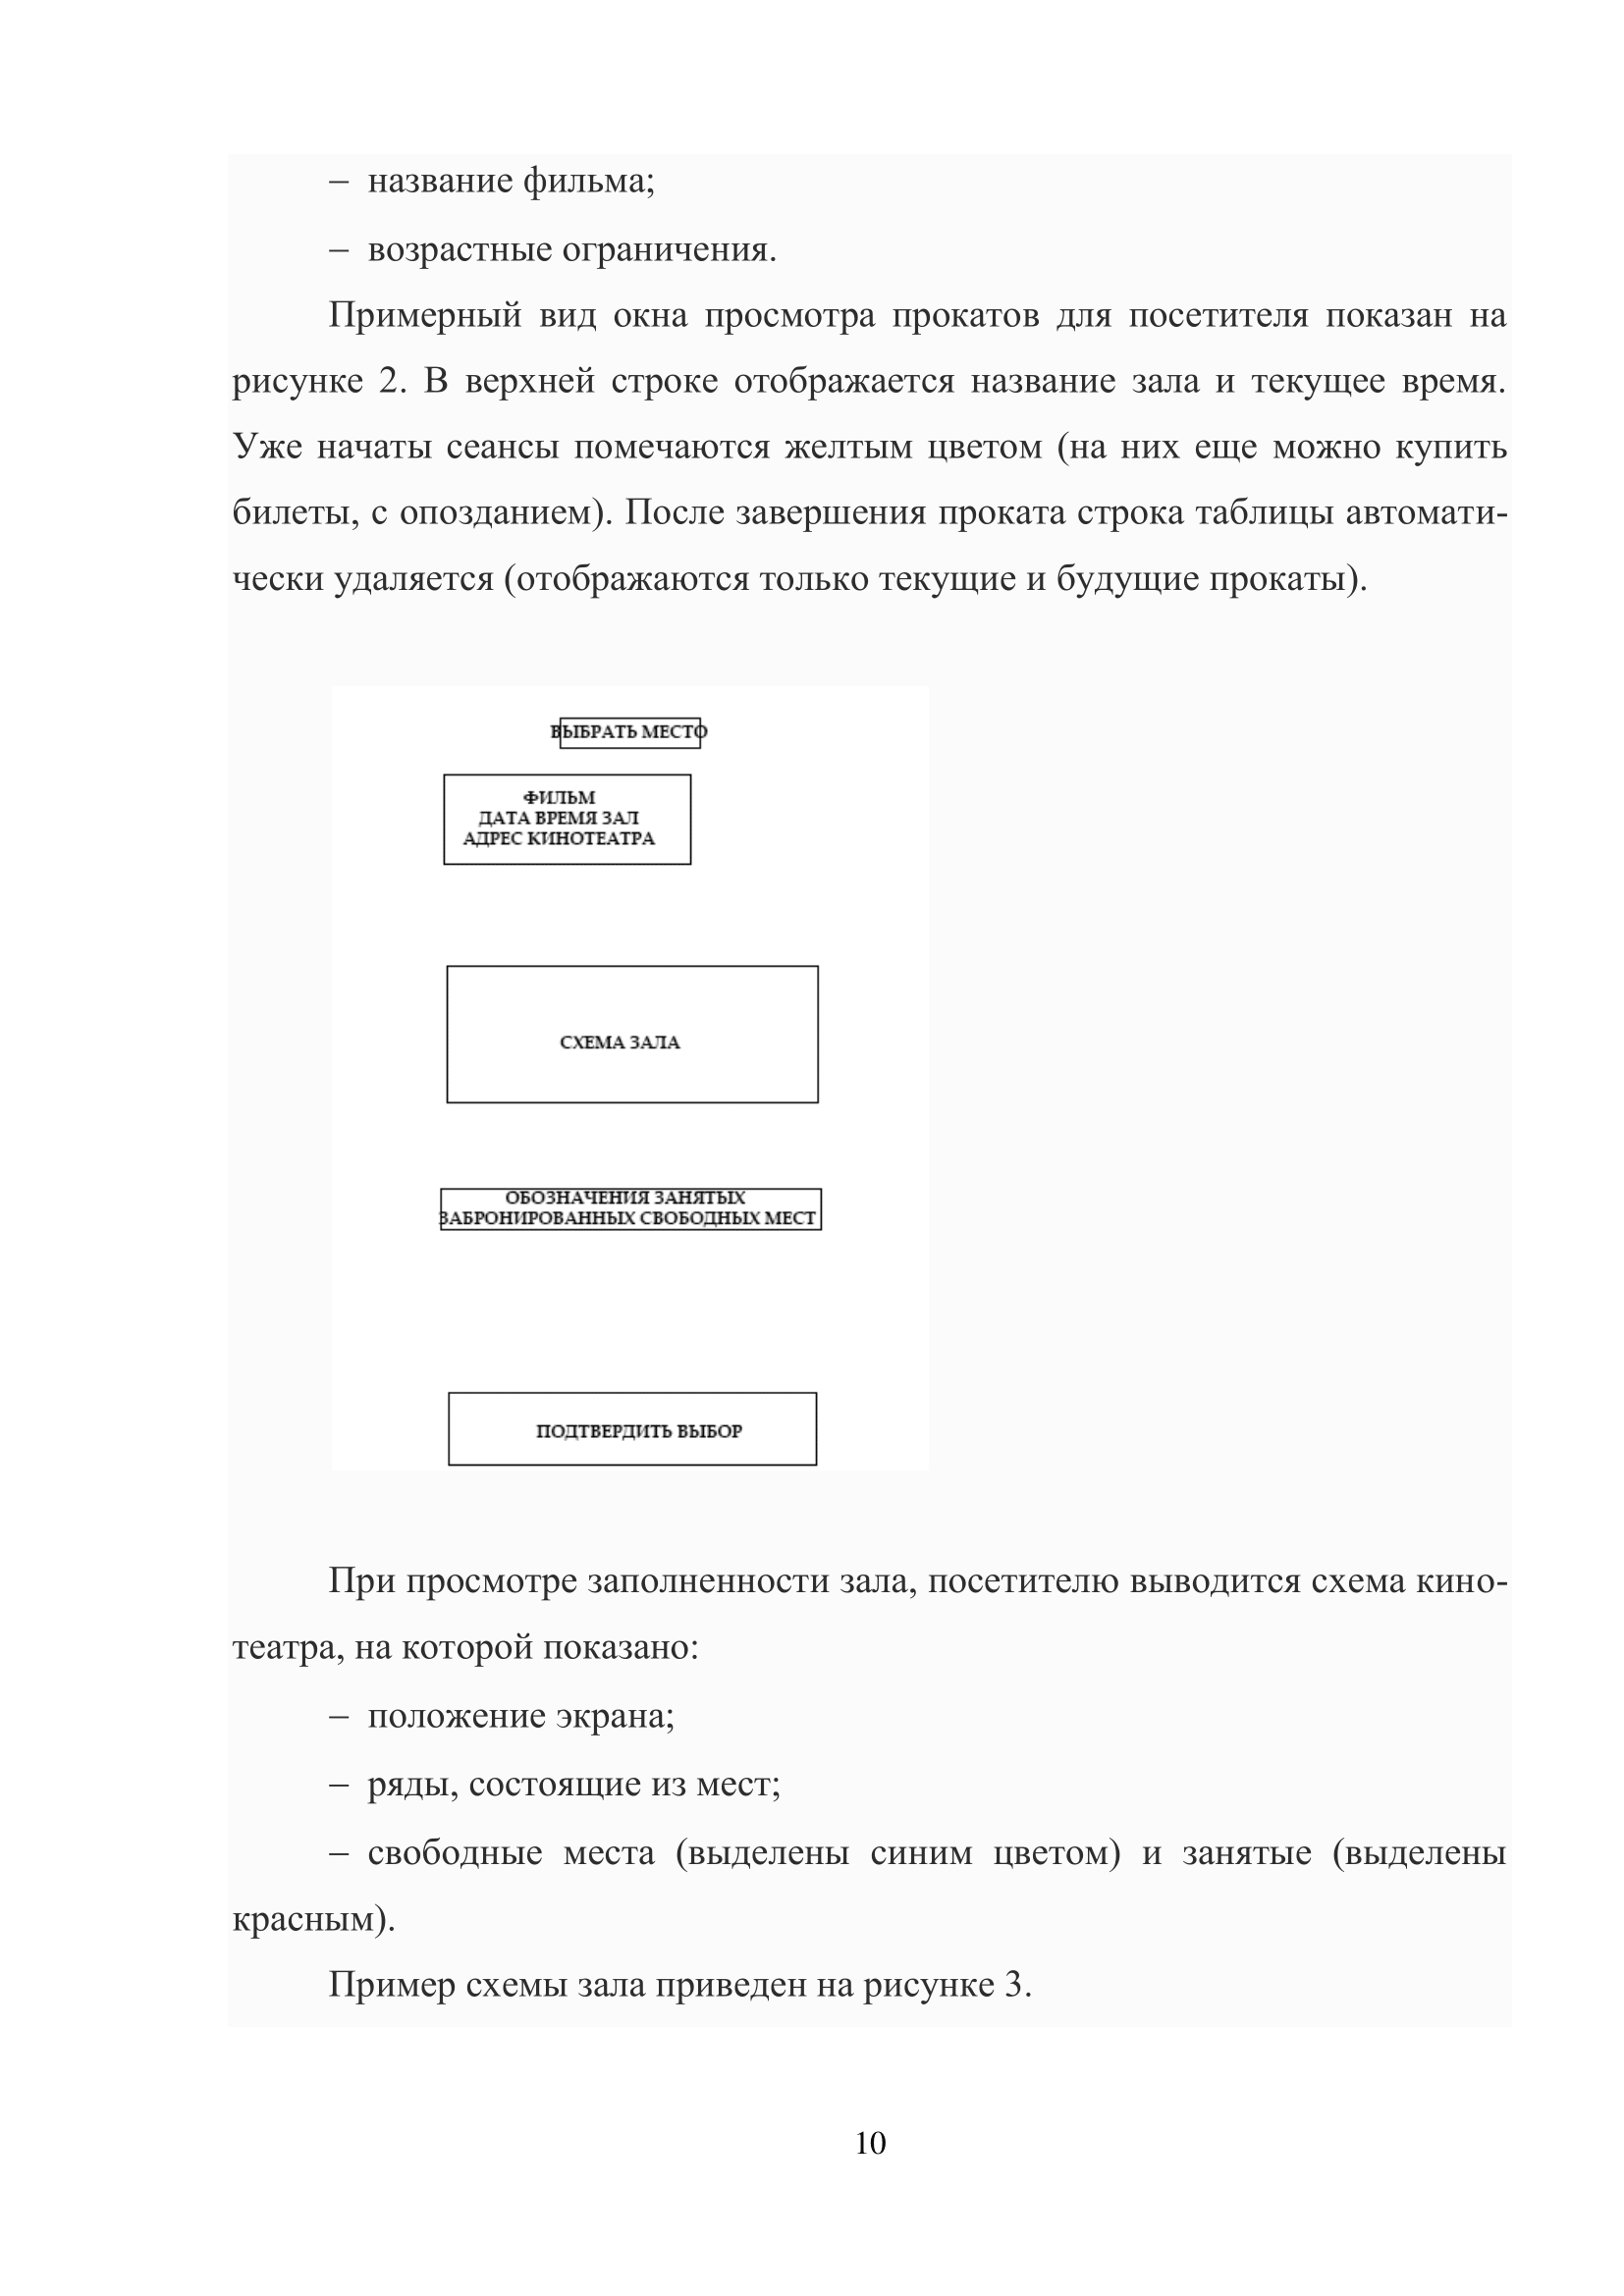 – название фильма;
– возрастные ограничения.
Примерный вид окна просмотра прокатов для посетителя показан на
рисунке 2. В верхней строке отображается название зала и текущее время.
Уже начаты сеансы помечаются желтым цветом (на них еще можно купить
билеты, с опозданием). После завершения проката строка таблицы автомати-
чески удаляется (отображаются только текущие и будущие прокаты).
ВЫБРАТЬ МЕСТО
ФИЛЬМ
ДАТА ВРЕМЯ ЗАЛ
АДРЕС КИНОТЕАТРА
СХЕМА ЗАЛА
ОБОЗНАЧЕНИЯ ЗАНЯТЫХ
ЗАБРОНИРОВАННЫХ СВОБОДНЫХ МЕСТ
ПОДТВЕРДИТЬ ВЫБОР
При просмотре заполненности зала, посетителю выводится схема кино-
театра, на которой показано:
– положение экрана;
– ряды, состоящие из мест;
– свободные места (выделены синим цветом) и занятые (выделены
красным).
Пример схемы зала приведен на рисунке 3.
10